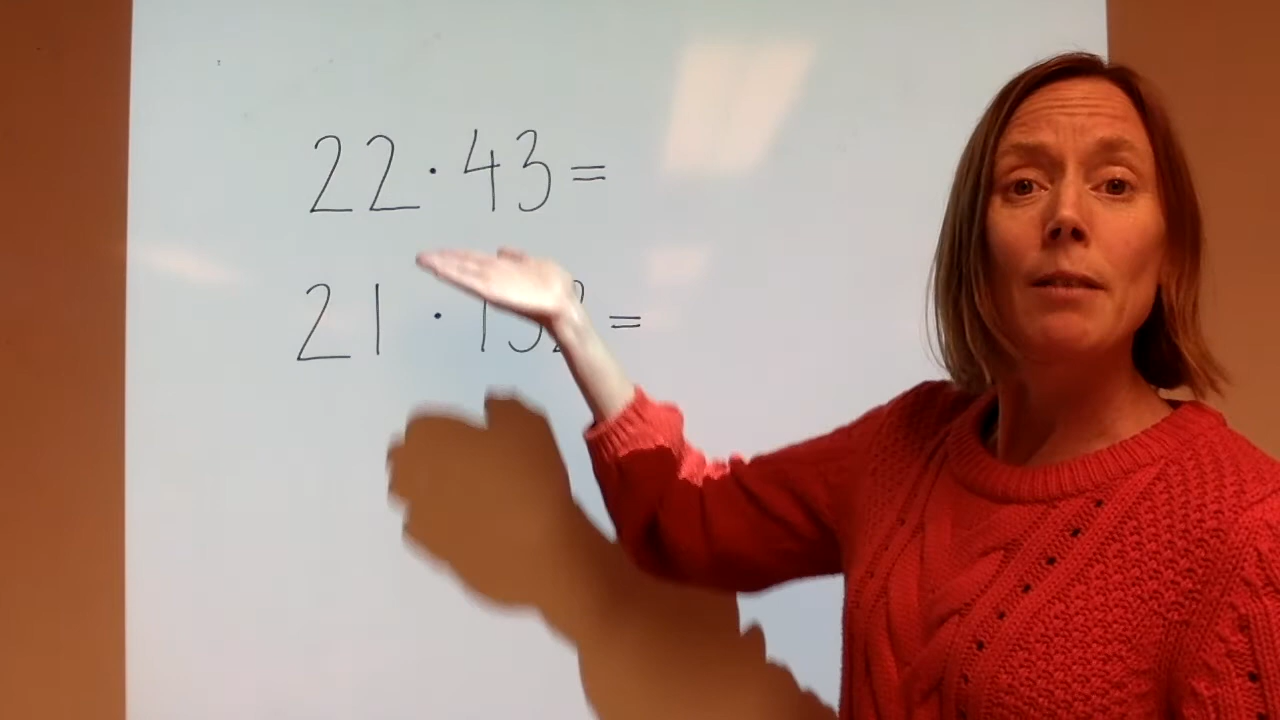 22 · 43 =
21 · =